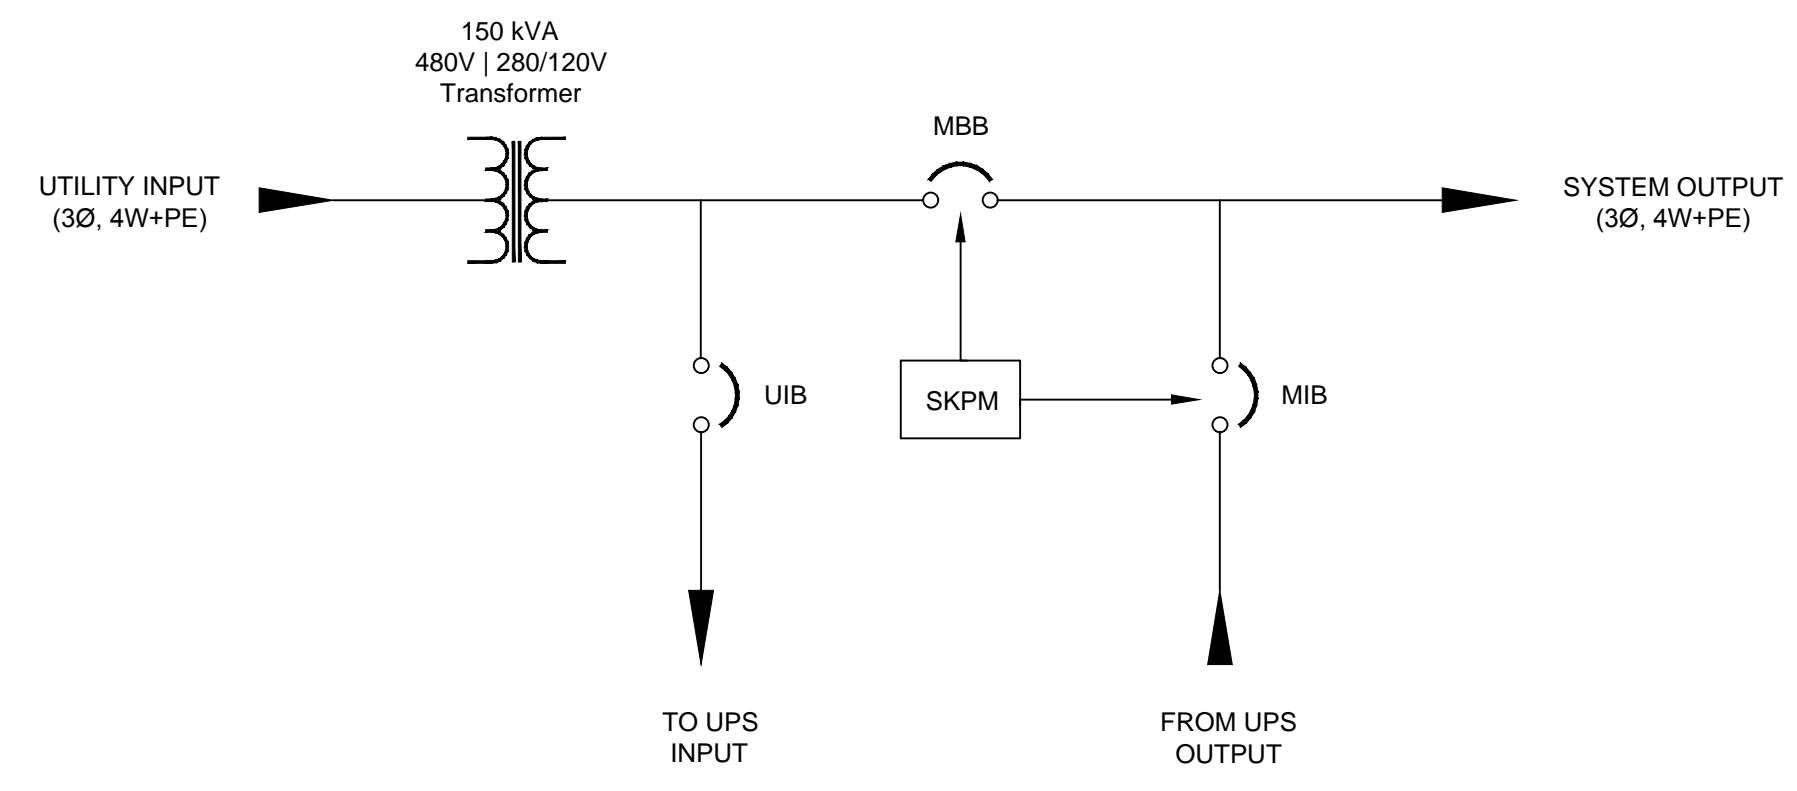 150 kVA
480V | 280/120V
Transformer
MBB
UTILITY INPUT
(3Ø, 4W+PE)
SYSTEM OUTPUT
(3Ø, 4W+PE)
UIB
SKPM
MIB
TO UPS
INPUT
FROM UPS
OUTPUT